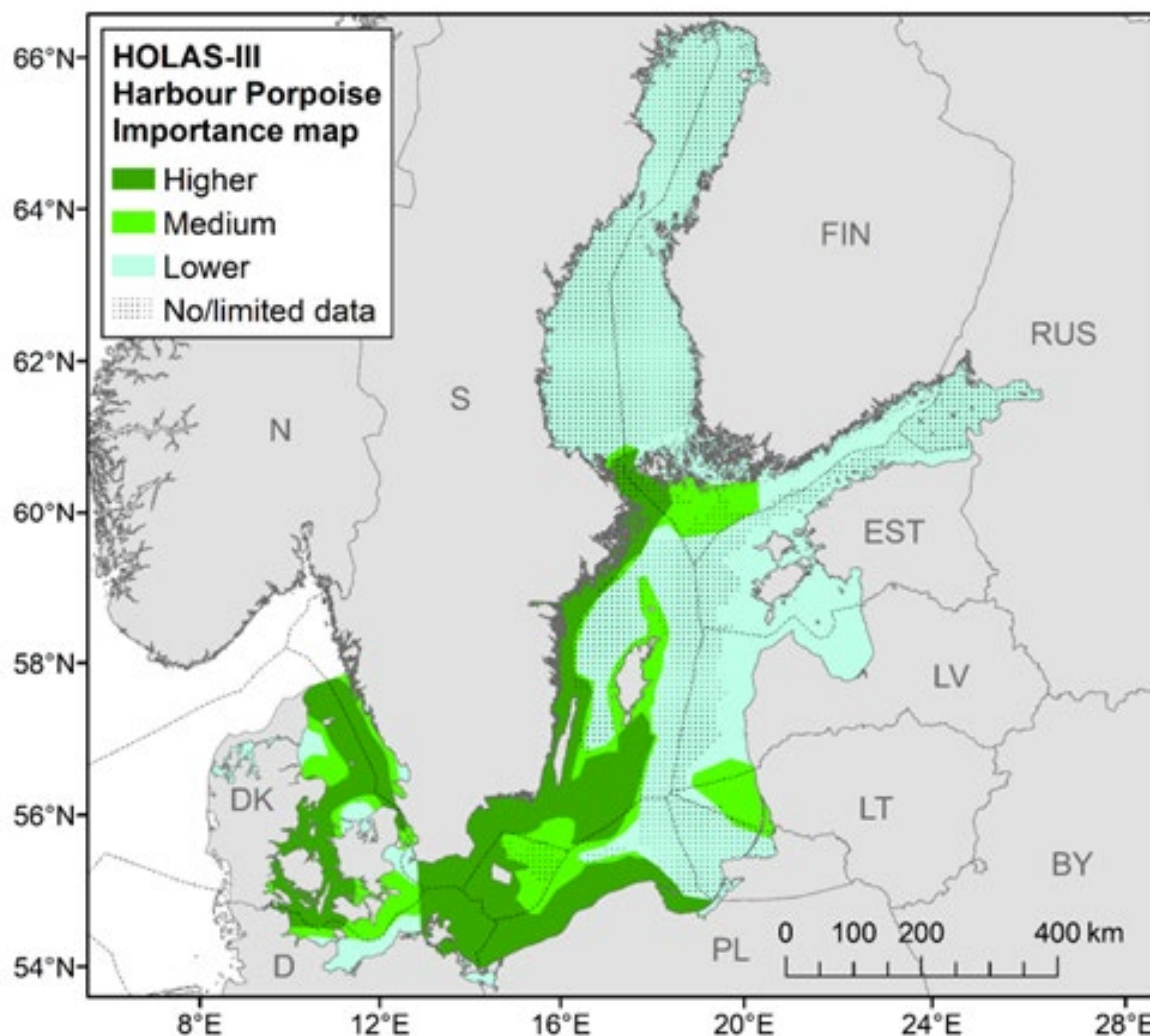 HOLAS-III
Harbour Porpoise
Importance map
Higher
Medium
Lower
No/limited data
66°N
64°N
62°N
60°N
58°N
56°N
54°N
FIN
RUS
N
S
EST
LV
LT
DK
BY
D
PL
0 100 200 400 km
8°E 12°E 16°E 20°E 24°E 28°E